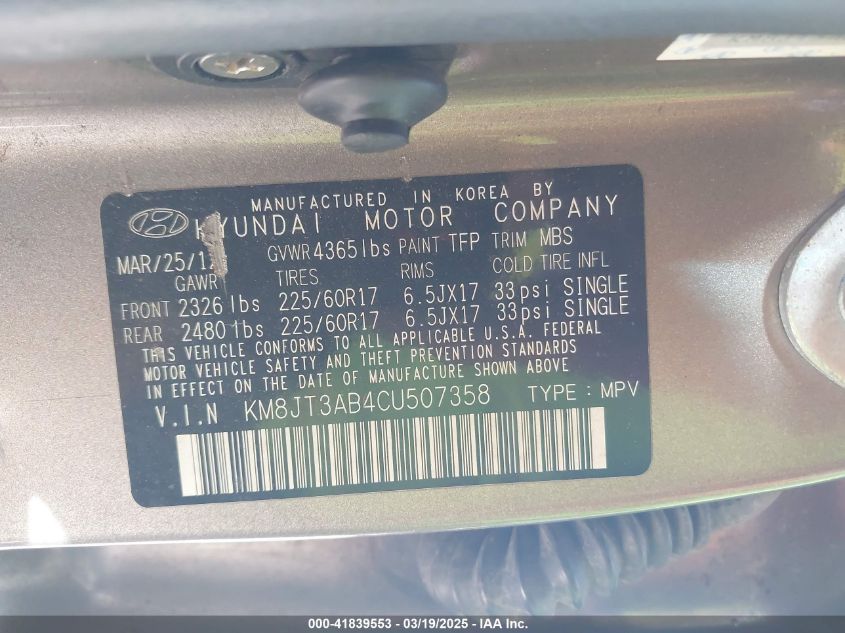 MANUFACTURED IN KOREA BY
HYUNDAI MOTOR COMPANY
MAR/25/1 GVWR 4365 lbs PAINT TFP TRIM MBS
GAWR TIRES RIMS COLD TIRE INFL
FRONT 2326 lbs 225/60R17 6.5JX17 33psi SINGLE
REAR 2480 lbs 225/60R17 6.5JX17 33psi SINGLE
THIS VEHICLE CONFORMS TO ALL APPLICABLE U.S.A. FEDERAL
MOTOR VEHICLE SAFETY AND THEFT PREVENTION STANDARDS
IN EFFECT ON THE DATE OF MANUFACTURE SHOWN ABOVE
V.I.N KM8JT3AB4CU507358 TYPE : MPV
000-41839553 - 03/19/2025 - IAA Inc.